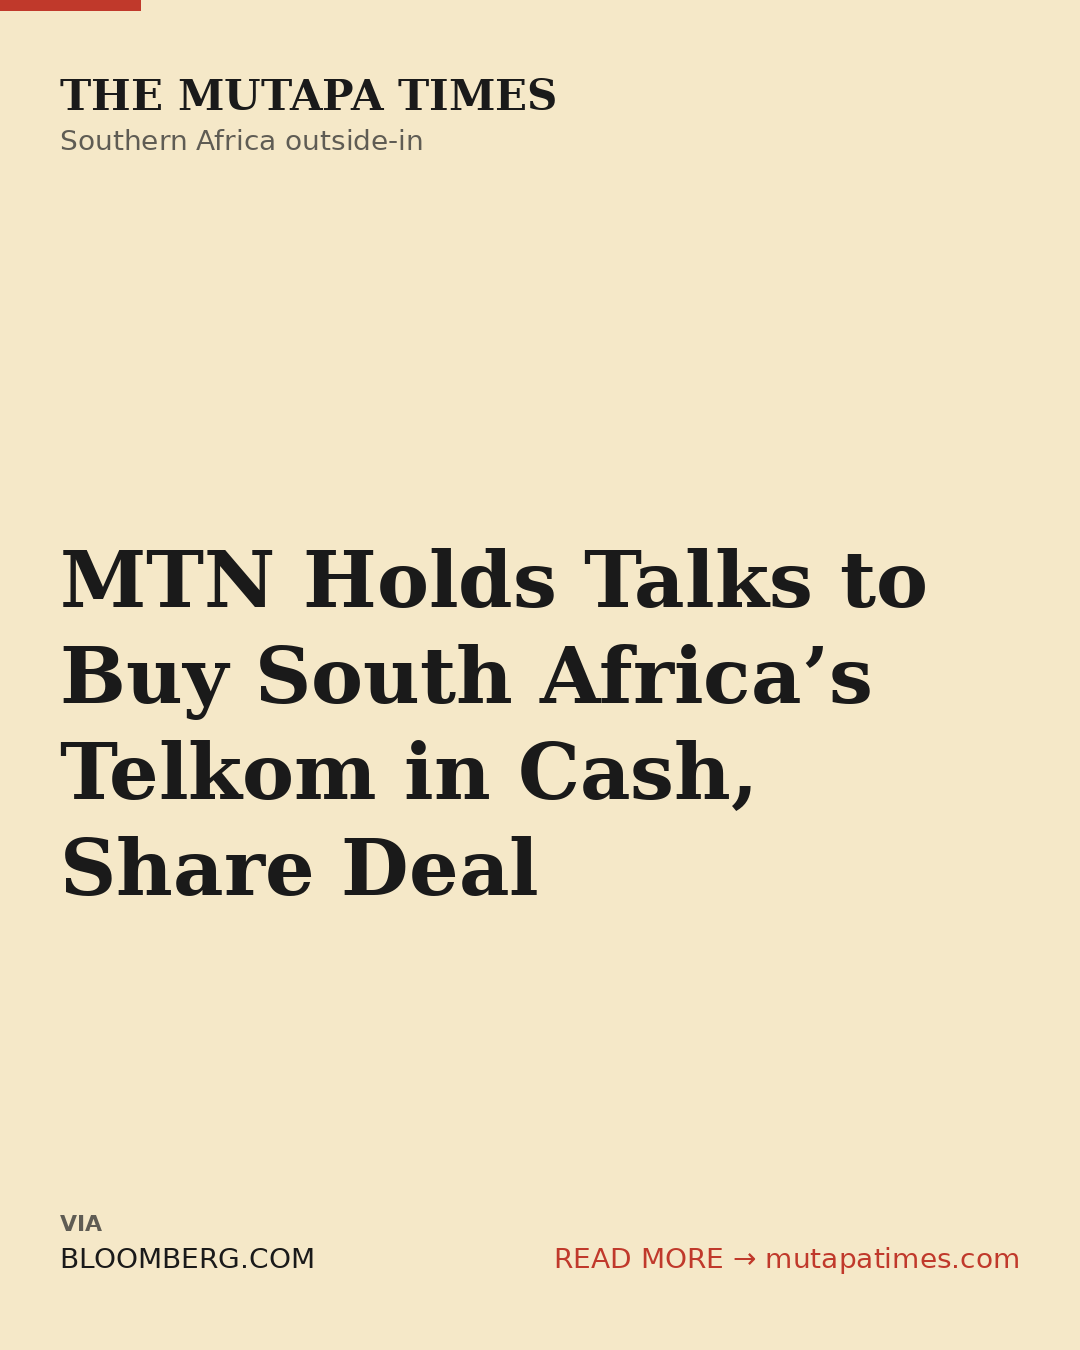 THE MUTAPA TIMES
Southern Africa outside-in
MTN Holds Talks to
Buy South Africa’s
Telkom in Cash,
Share Deal
VIA
BLOOMBERG.COM
READ MORE → mutapatimes.com